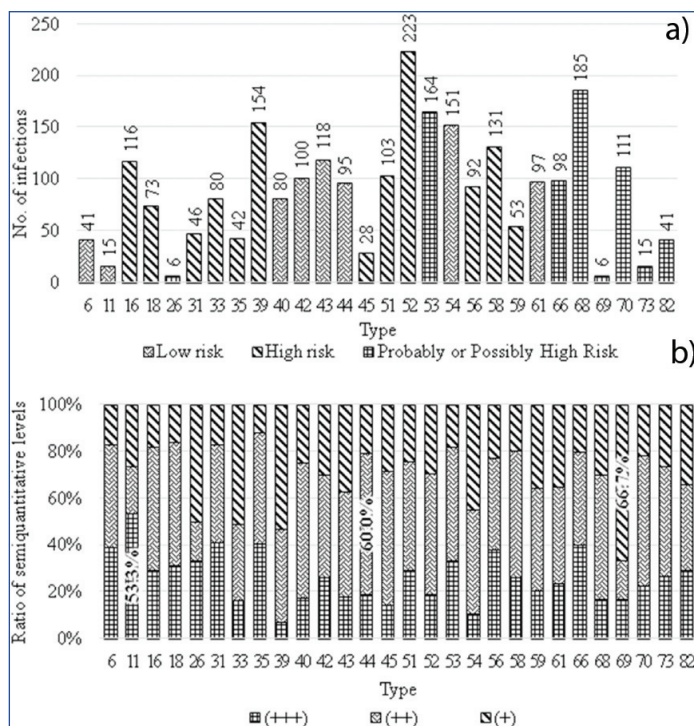 a)
No. of infections
250
200
150
100
50
0
41 15 116 73 6 46 80 42 154 80 100 118 95 28 103 223 164 151 92 131 53 97 98 185 6 111 15 41
6 11 16 18 26 31 33 35 39 40 42 43 44 45 51 52 53 54 56 58 59 61 66 68 69 70 73 82
Type
Low risk High risk Probably or Possibly High Risk
b)
Ratio of semiquantitative levels
100%
80%
60%
40%
20%
0%
53.3% 60.0% 66.7%
6 11 16 18 26 31 33 35 39 40 42 43 44 45 51 52 53 54 56 58 59 61 66 68 69 70 73 82
Type
(+++) (++) (+)